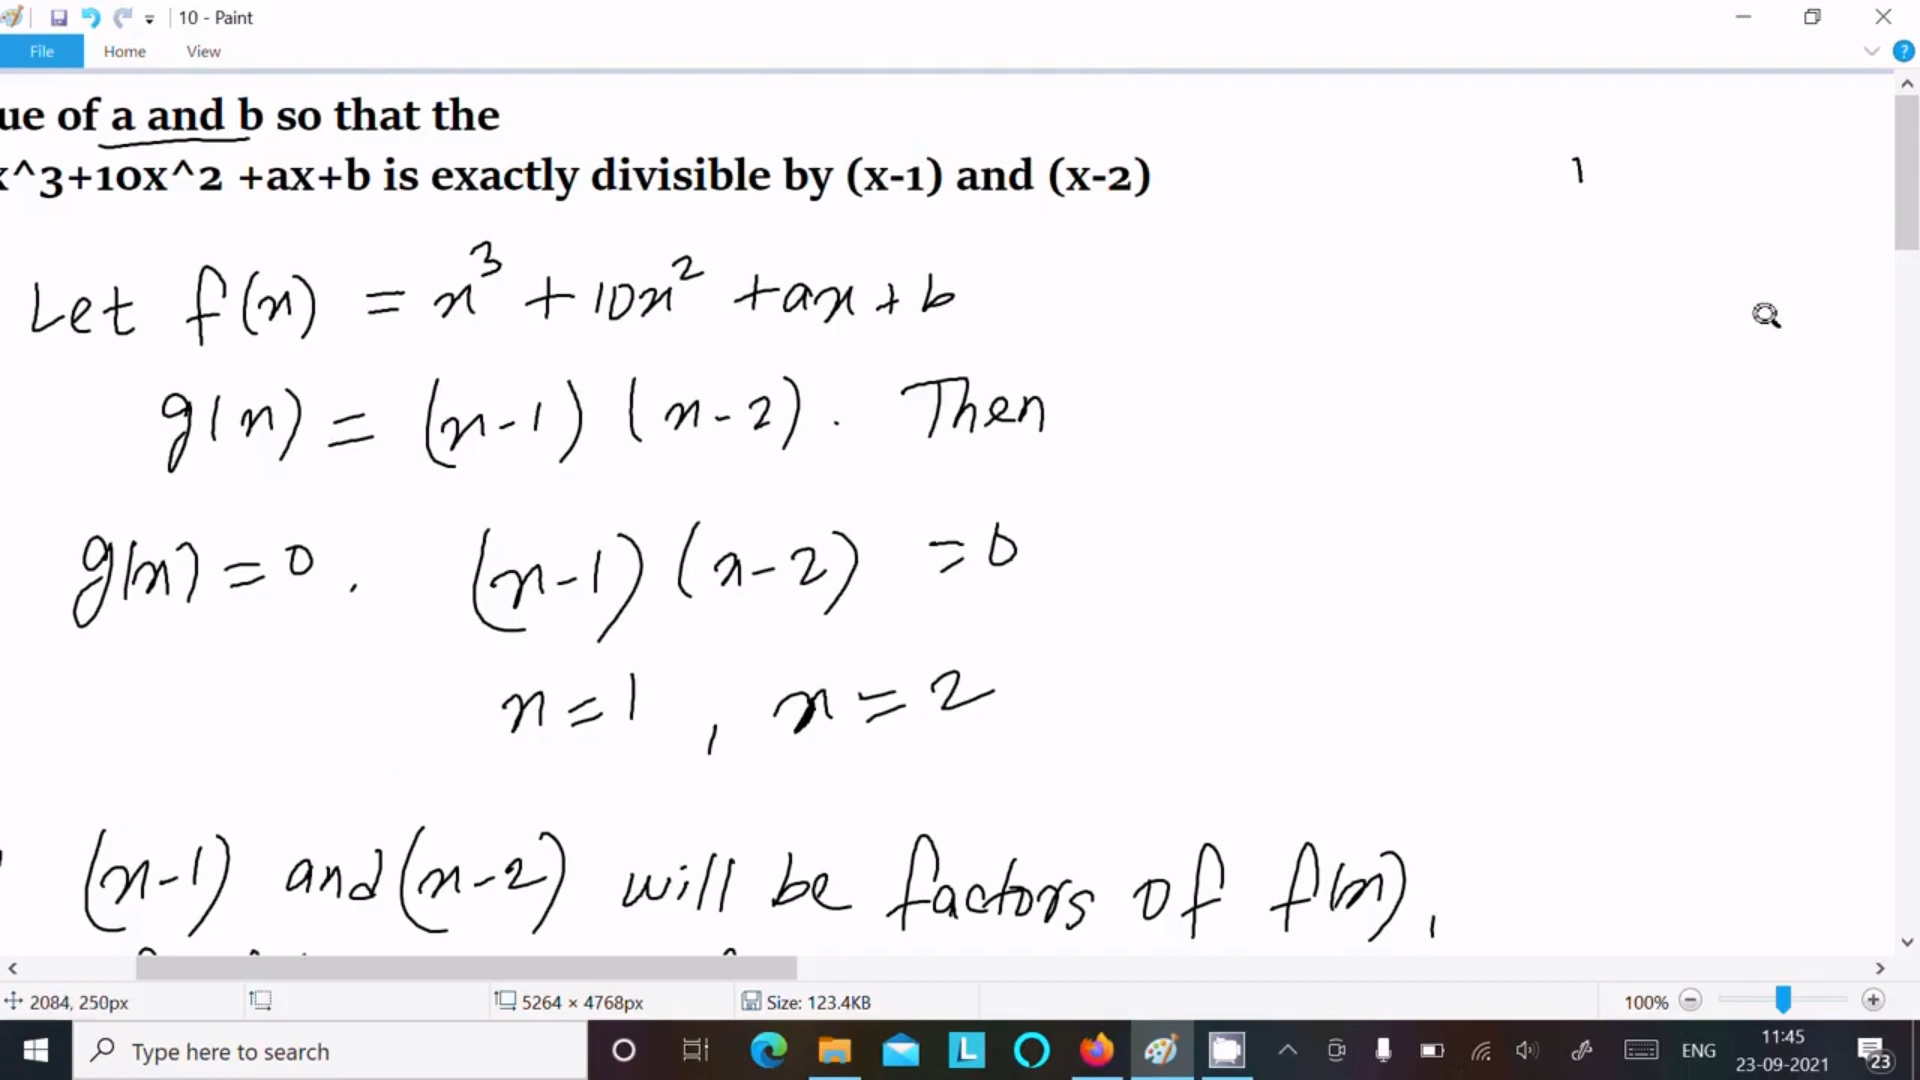 10 - Paint
File Home View
ue of a and b so that the
x^3+10x^2 +ax+b is exactly divisible by (x-1) and (x-2)
1
Let f(x) = x³ + 10x² + ax + b
g(x) = (x-1) (x-2). Then
g(x) = 0. (x-1) (x-2) = 0
x = 1, x = 2
(x-1) and (x-2) will be factors of f(x).
2084, 250px 5264 × 4768px Size: 123.4KB 100%
Type here to search ENG 11:45
23-09-2021 23